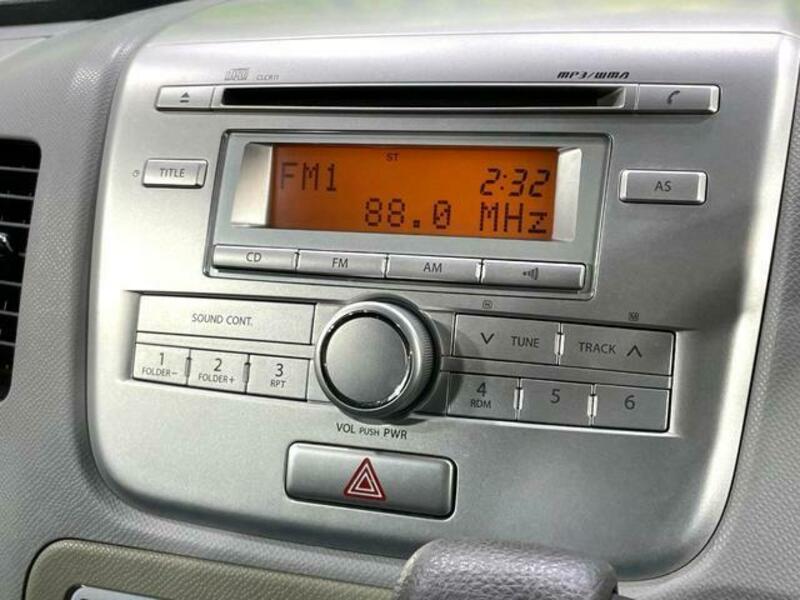 MP3/WMA
TITLE
ST
FM1 2:32
88.0 MHz
AS
CD FM AM
SOUND CONT.
TUNE TRACK
1 2 3 4 5 6
FOLDER− FOLDER+ RPT RDM
VOL PUSH PWR